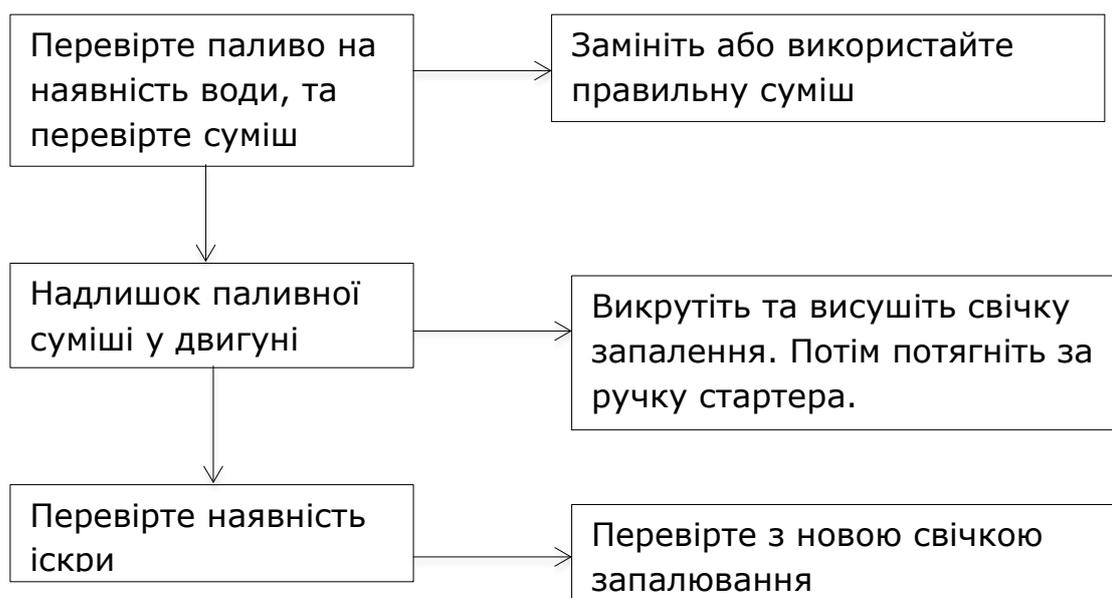 Перевірте паливо на
наявність води, та
перевірте суміш
Замініть або використайте
правильну суміш
Надлишок паливної
суміші у двигуні
Викрутіть та висушіть свічку
запалення. Потім потягніть за
ручку стартера.
Перевірте наявність
іскри
Перевірте з новою свічкою
запалювання